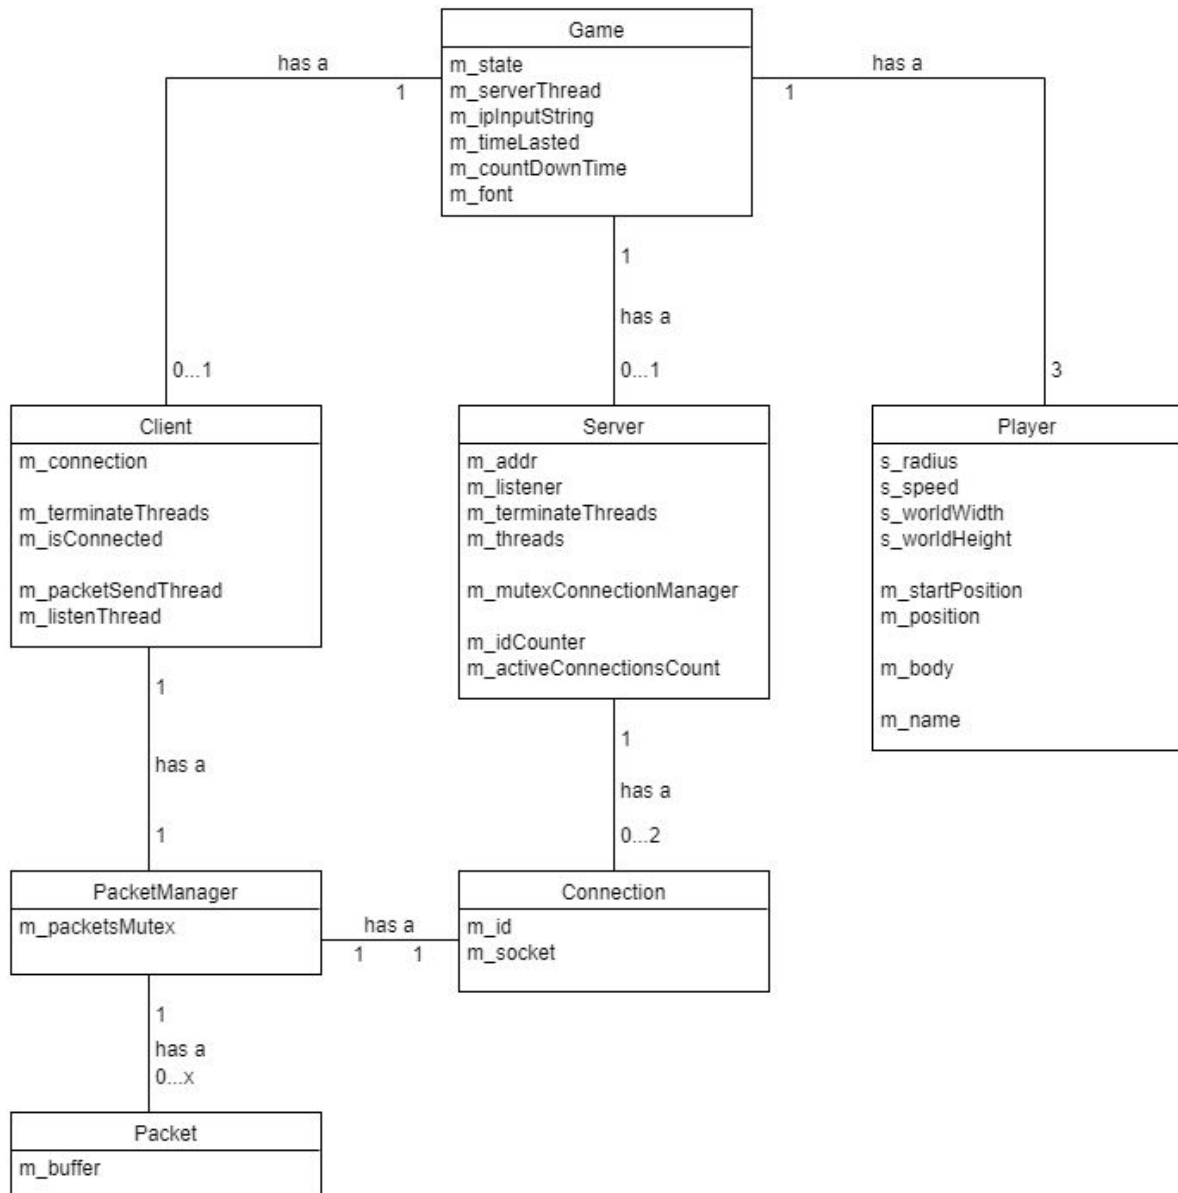 Game
m_state
m_serverThread
m_ipInputString
m_timeLasted
m_countDownTime
m_font
has a
1
has a
1
1
has a
0...1
0...1
3
Client
m_connection
m_terminateThreads
m_isConnected
m_packetSendThread
m_listenThread
Server
m_addr
m_listener
m_terminateThreads
m_threads
m_mutexConnectionManager
m_idCounter
m_activeConnectionsCount
Player
s_radius
s_speed
s_worldWidth
s_worldHeight
m_startPosition
m_position
m_body
m_name
1
has a
1
1
has a
0...2
PacketManager
m_packetsMutex
has a
1 1
Connection
m_id
m_socket
1
has a
0...x
Packet
m_buffer